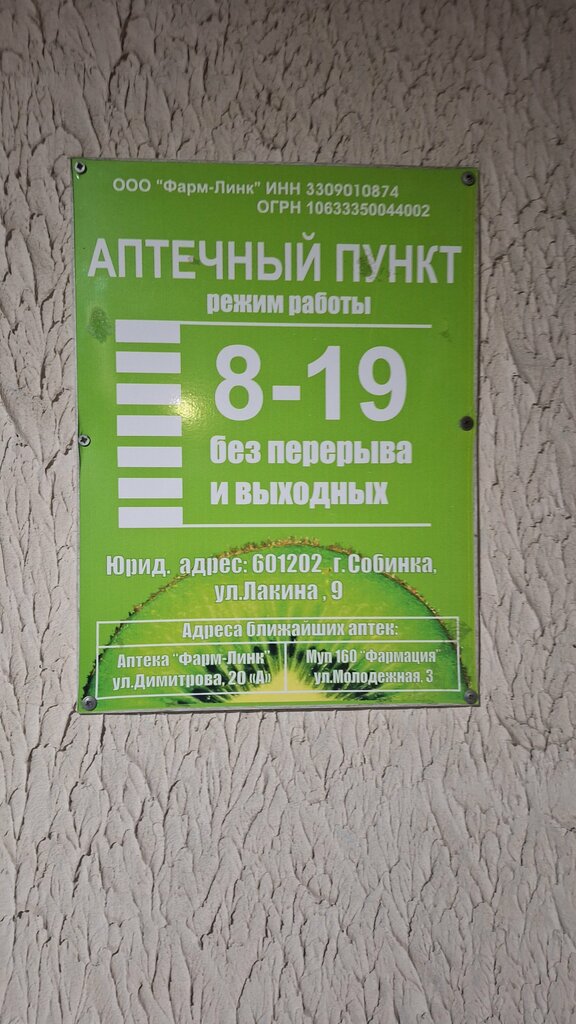 ООО "Фарм-Линк" ИНН 3309010874
ОГРН 10633350044002
АПТЕЧНЫЙ ПУНКТ
режим работы
8-19
без перерыва
и выходных
Юрид. адрес: 601202 г.Собинка,
ул.Лакина , 9
Адреса ближайших аптек:
Аптека "Фарм-Линк"
ул.Димитрова, 20 «А»
Муп 160 "Фармация"
ул.Молодежная, 3